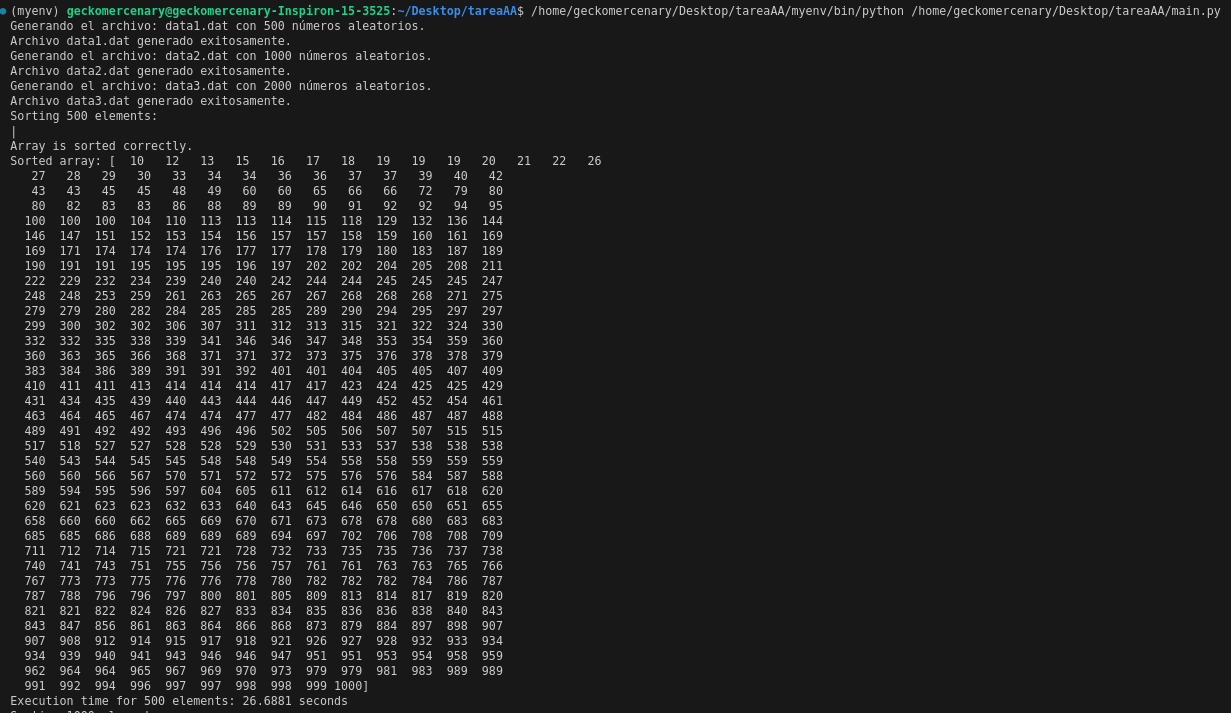 (myenv) geckomercenary@geckomercenary-Inspiron-15-3525:~/Desktop/tareaAA$ /home/geckomercenary/Desktop/tareaAA/myenv/bin/python /home/geckomercenary/Desktop/tareaAA/main.py
Generando el archivo: data1.dat con 500 números aleatorios.
Archivo data1.dat generado exitosamente.
Generando el archivo: data2.dat con 1000 números aleatorios.
Archivo data2.dat generado exitosamente.
Generando el archivo: data3.dat con 2000 números aleatorios.
Archivo data3.dat generado exitosamente.
Sorting 500 elements:
|
Array is sorted correctly.
Sorted array: [  10   12   13   15   16   17   18   19   19   19   20   21   22   26
   27   28   29   30   33   34   34   36   36   37   37   39   40   42
   43   43   45   45   48   49   60   60   65   66   66   72   79   80
   80   82   83   83   86   88   89   89   90   91   92   92   94   95
  100  100  100  104  110  113  113  114  115  118  129  132  136  144
  146  147  151  152  153  154  156  157  157  158  159  160  161  169
  169  171  174  174  174  176  177  177  178  179  180  183  187  189
  190  191  191  195  195  195  196  197  202  202  204  205  208  211
  222  229  232  234  239  240  240  242  244  244  245  245  245  247
  248  248  253  259  261  263  265  267  267  268  268  268  271  275
  279  279  280  282  284  285  285  285  289  290  294  295  297  297
  299  300  302  302  306  307  311  312  313  315  321  322  324  330
  332  332  335  338  339  341  346  346  347  348  353  354  359  360
  360  363  365  366  368  371  371  372  373  375  376  378  378  379
  383  384  386  389  391  391  392  401  401  404  405  405  407  409
  410  411  411  413  414  414  414  417  417  423  424  425  425  429
  431  434  435  439  440  443  444  446  447  449  452  452  454  461
  463  464  465  467  474  474  477  477  482  484  486  487  487  488
  489  491  492  492  493  496  496  502  505  506  507  507  515  515
  517  518  527  527  528  528  529  530  531  533  537  538  538  538
  540  543  544  545  545  548  548  549  554  558  558  559  559  559
  560  560  566  567  570  571  572  572  575  576  576  584  587  588
  589  594  595  596  597  604  605  611  612  614  616  617  618  620
  620  621  623  623  632  633  640  643  645  646  650  650  651  655
  658  660  660  662  665  669  670  671  673  678  678  680  683  683
  685  685  686  688  689  689  689  694  697  702  706  708  708  709
  711  712  714  715  721  721  728  732  733  735  735  736  737  738
  740  741  743  751  755  756  756  757  761  761  763  763  765  766
  767  773  773  775  776  776  778  780  782  782  782  784  786  787
  787  788  796  796  797  800  801  805  809  813  814  817  819  820
  821  821  822  824  826  827  833  834  835  836  836  838  840  843
  843  847  856  861  863  864  866  868  873  879  884  897  898  907
  907  908  912  914  915  917  918  921  926  927  928  932  933  934
  934  939  940  941  943  946  946  947  951  951  953  954  958  959
  962  964  964  965  967  969  970  973  979  979  981  983  989  989
  991  992  994  996  997  997  998  998  999 1000]
Execution time for 500 elements: 26.6881 seconds